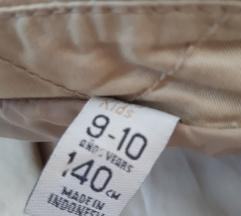 Kids
9-10
AÑOS-YEARS
140 CM
MADE IN
INDONESIA